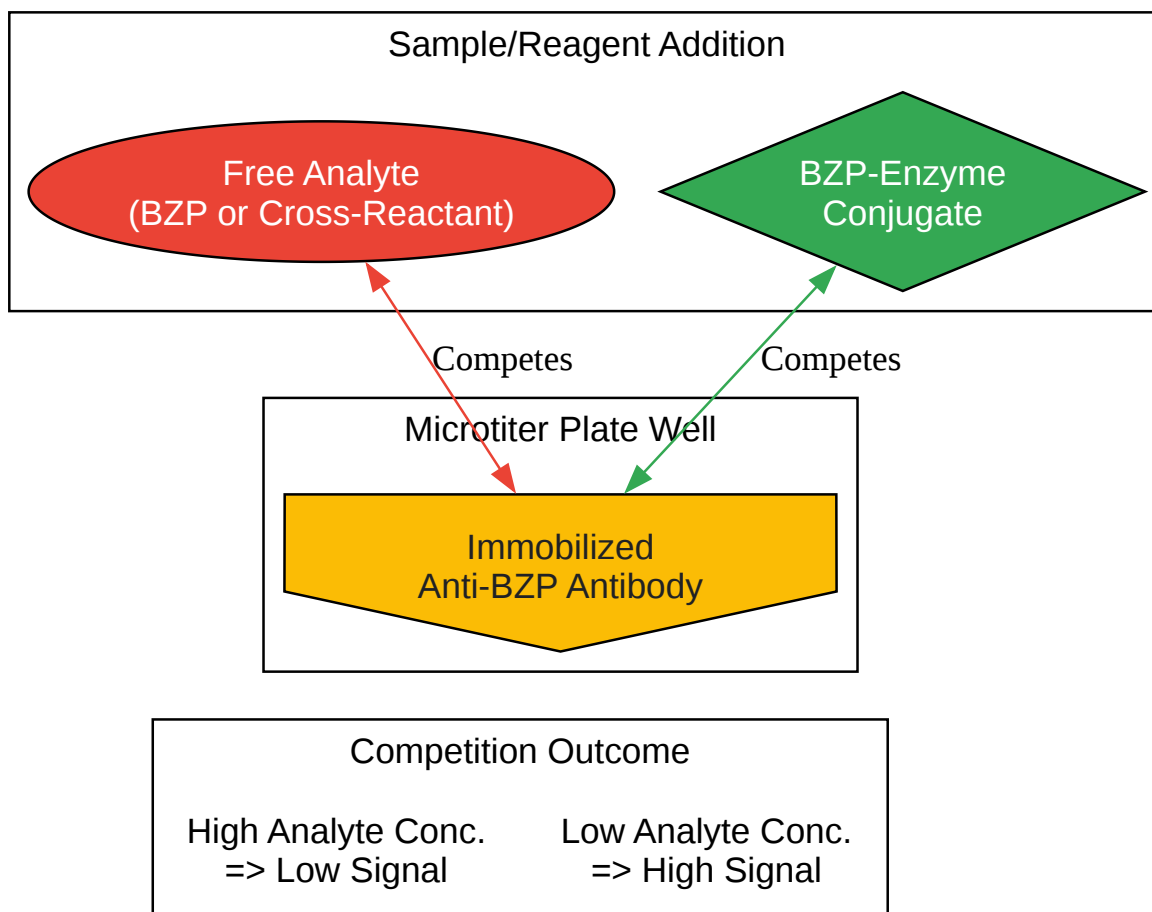 Sample/Reagent Addition
Free Analyte
(BZP or Cross-Reactant)
BZP-Enzyme
Conjugate
Competes
Competes
Microtiter Plate Well
Immobilized
Anti-BZP Antibody
Competition Outcome
High Analyte Conc.
=> Low Signal
Low Analyte Conc.
=> High Signal